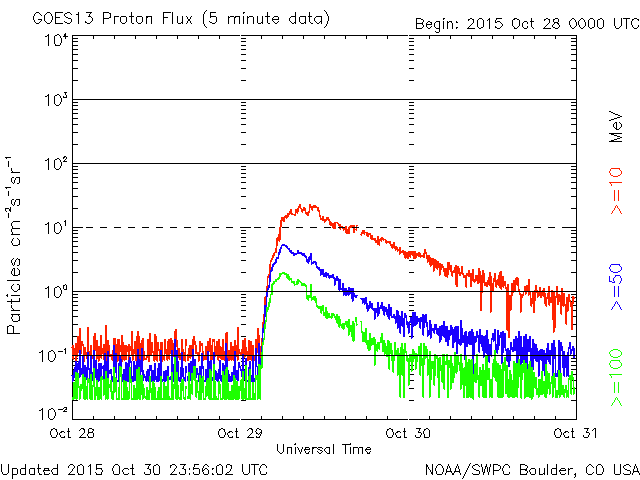 GOES13 Proton Flux (5 minute data) Begin: 2015 Oct 28 0000 UTC
10⁴
10³
10²
10¹
10⁰
10⁻¹
10⁻²
Particles cm⁻²s⁻¹sr⁻¹
MeV
>=10
>=50
>=100
Oct 28 Oct 29 Oct 30 Oct 31
Universal Time
Updated 2015 Oct 30 23:56:02 UTC NOAA/SWPC Boulder, CO USA